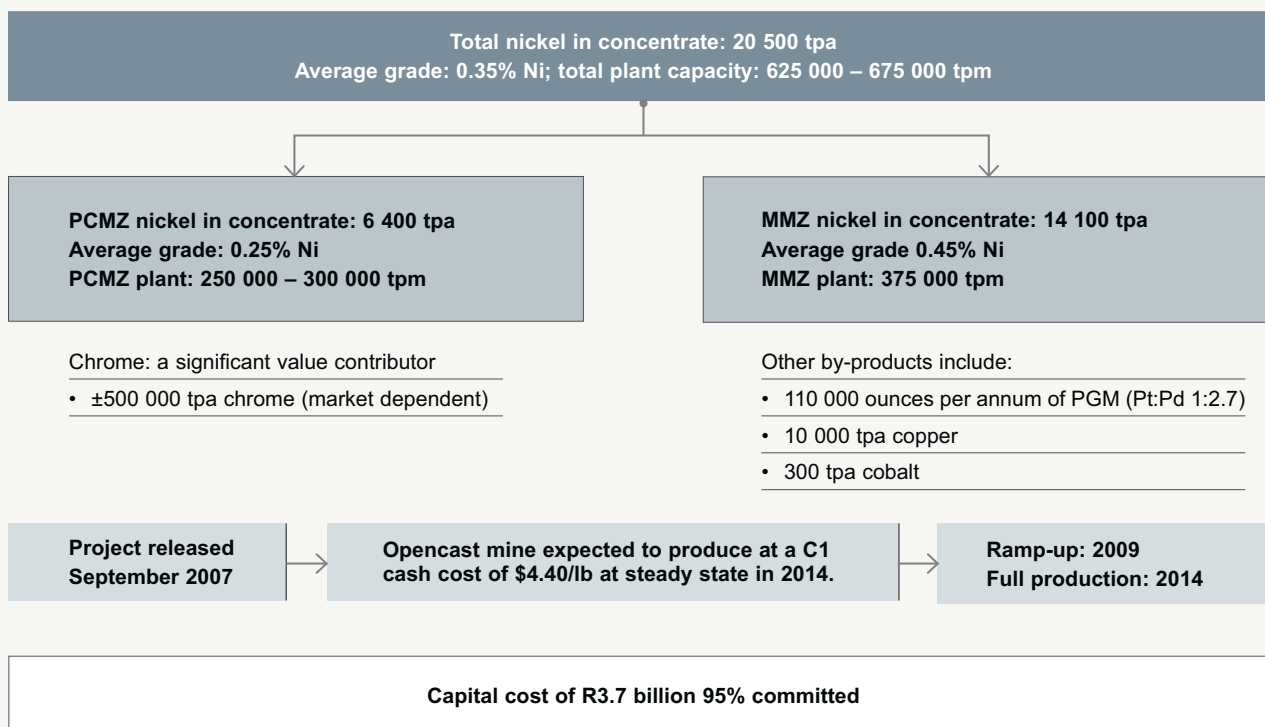 Total nickel in concentrate: 20 500 tpa
Average grade: 0.35% Ni; total plant capacity: 625 000 – 675 000 tpm
PCMZ nickel in concentrate: 6 400 tpa
Average grade: 0.25% Ni
PCMZ plant: 250 000 – 300 000 tpm
MMZ nickel in concentrate: 14 100 tpa
Average grade 0.45% Ni
MMZ plant: 375 000 tpm
Chrome: a significant value contributor
• ±500 000 tpa chrome (market dependent)
Other by-products include:
• 110 000 ounces per annum of PGM (Pt:Pd 1:2.7)
• 10 000 tpa copper
• 300 tpa cobalt
Project released
September 2007
Opencast mine expected to produce at a C1
cash cost of $4.40/lb at steady state in 2014.
Ramp-up: 2009
Full production: 2014
Capital cost of R3.7 billion 95% committed